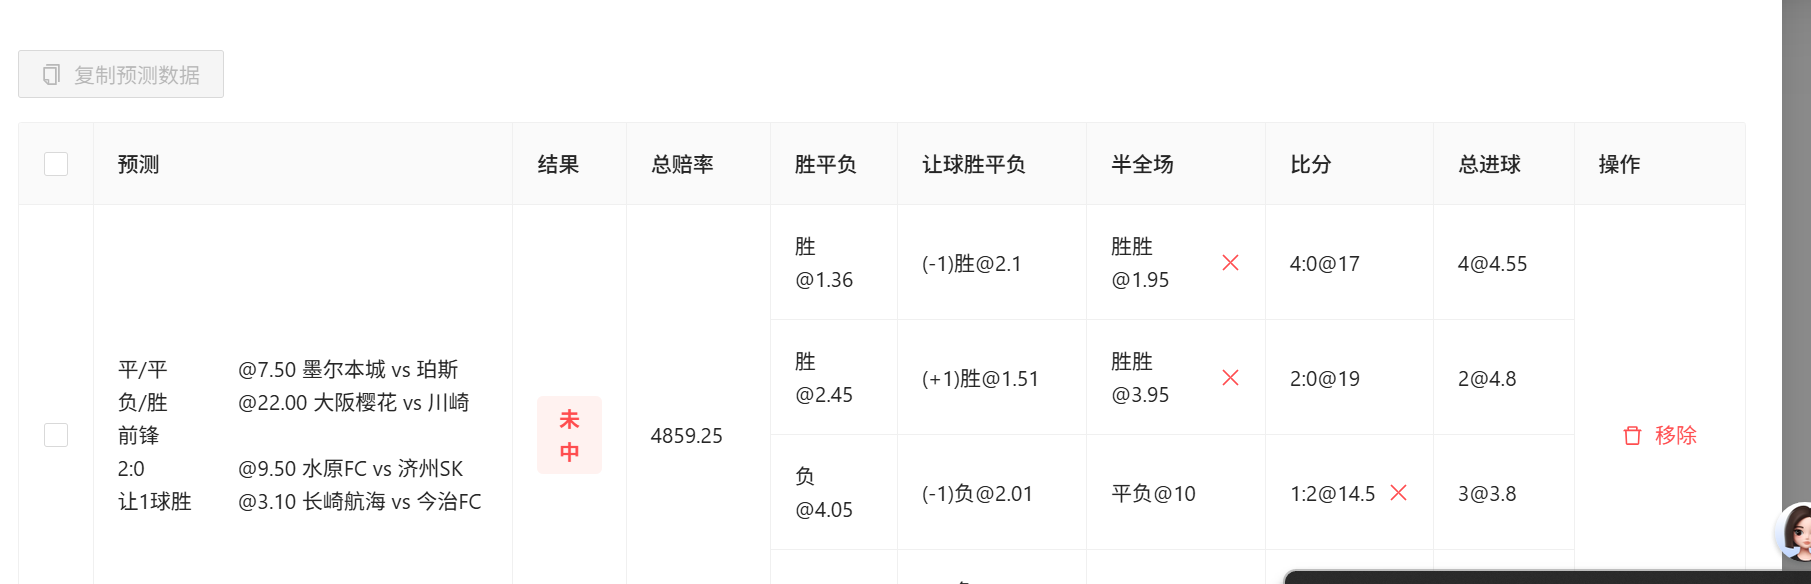 复制预测数据
预测 结果 总赔率 胜平负 让球胜平负 半全场 比分 总进球 操作
平/平 @7.50 墨尔本城 vs 珀斯
负/胜 @22.00 大阪樱花 vs 川崎
前锋
2:0 @9.50 水原FC vs 济州SK
让1球胜 @3.10 长崎航海 vs 今治FC
未
中
4859.25
胜
@1.36
(-1)胜@2.1
胜胜
@1.95
4:0@17
4@4.55
胜
@2.45
(+1)胜@1.51
胜胜
@3.95
2:0@19
2@4.8
负
@4.05
(-1)负@2.01
平负@10
1:2@14.5
3@3.8
移除